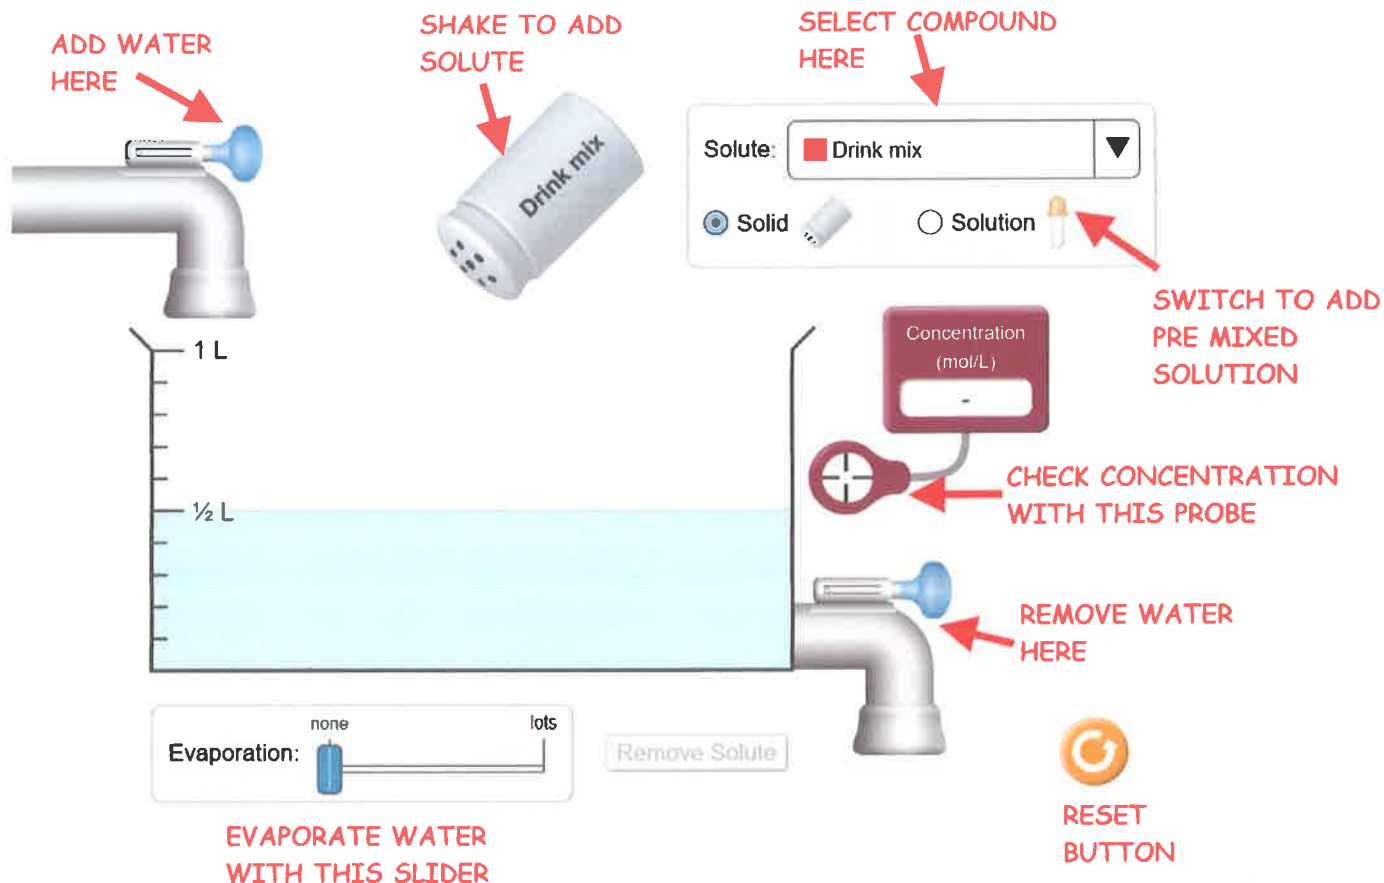 ADD WATER
HERE
SHAKE TO ADD
SOLUTE
SELECT COMPOUND
HERE
Drink mix
Solute: Drink mix
Solid Solution
SWITCH TO ADD
PRE MIXED
SOLUTION
1 L
Concentration
(mol/L)
-
½ L
CHECK CONCENTRATION
WITH THIS PROBE
REMOVE WATER
HERE
none lots
Evaporation:
Remove Solute
EVAPORATE WATER
WITH THIS SLIDER
RESET
BUTTON